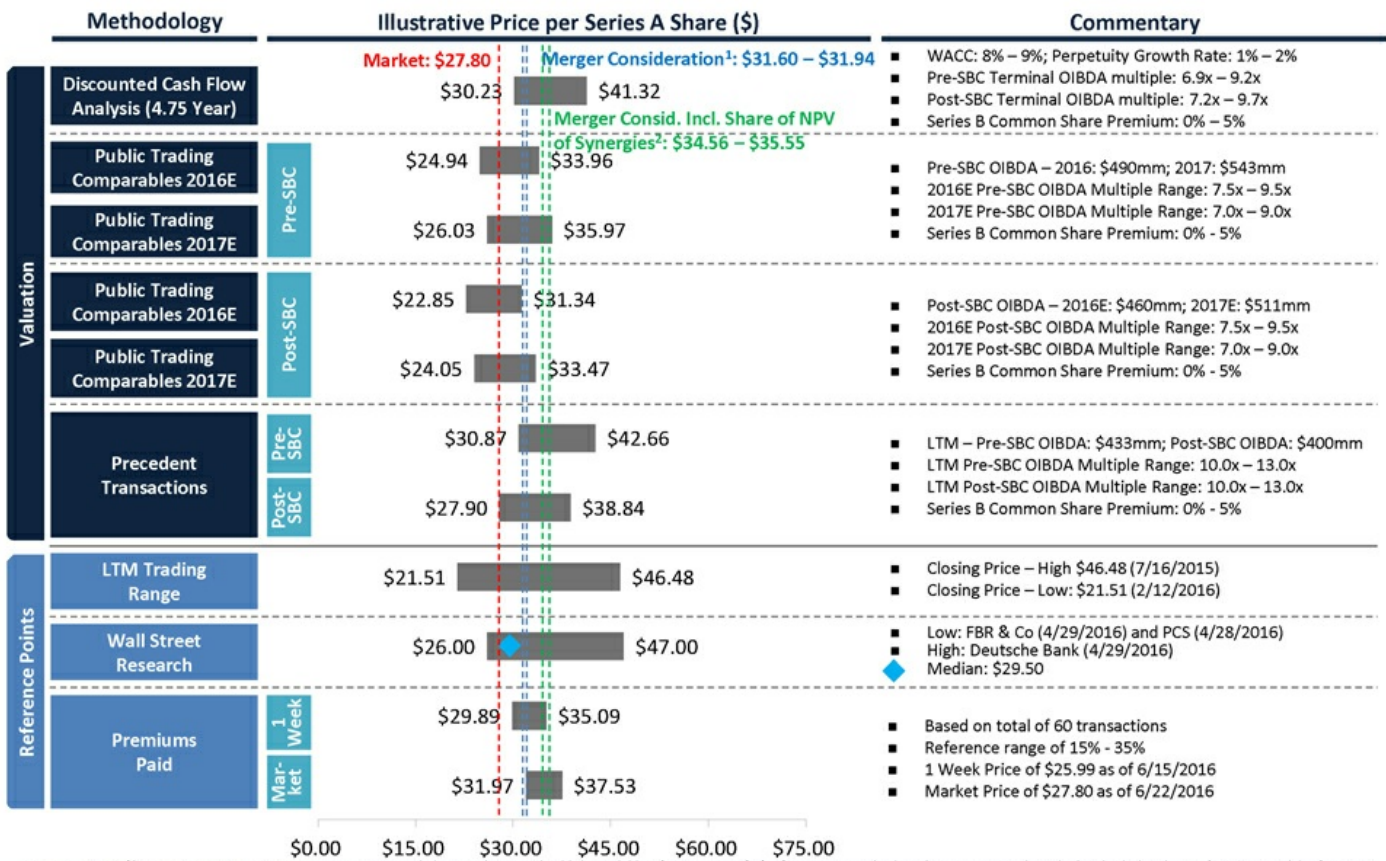 Methodology
Illustrative Price per Series A Share ($)
Commentary
Market: $27.80
Merger Consideration¹: $31.60 – $31.94
Valuation
Discounted Cash Flow
Analysis (4.75 Year)
$30.23
$41.32
Merger Consid. Incl. Share of NPV
of Synergies²: $34.56 – $35.55
■ WACC: 8% – 9%; Perpetuity Growth Rate: 1% – 2%
■ Pre-SBC Terminal OIBDA multiple: 6.9x – 9.2x
■ Post-SBC Terminal OIBDA multiple: 7.2x – 9.7x
■ Series B Common Share Premium: 0% – 5%
Public Trading
Comparables 2016E
Pre-SBC
$24.94
$33.96
Public Trading
Comparables 2017E
$26.03
$35.97
■ Pre-SBC OIBDA – 2016: $490mm; 2017: $543mm
■ 2016E Pre-SBC OIBDA Multiple Range: 7.5x – 9.5x
■ 2017E Pre-SBC OIBDA Multiple Range: 7.0x – 9.0x
■ Series B Common Share Premium: 0% - 5%
Public Trading
Comparables 2016E
Post-SBC
$22.85
$31.34
Public Trading
Comparables 2017E
$24.05
$33.47
■ Post-SBC OIBDA – 2016E: $460mm; 2017E: $511mm
■ 2016E Post-SBC OIBDA Multiple Range: 7.5x – 9.5x
■ 2017E Post-SBC OIBDA Multiple Range: 7.0x – 9.0x
■ Series B Common Share Premium: 0% - 5%
Precedent
Transactions
Pre-
SBC
$30.87
$42.66
Post-
SBC
$27.90
$38.84
■ LTM – Pre-SBC OIBDA: $433mm; Post-SBC OIBDA: $400mm
■ LTM Pre-SBC OIBDA Multiple Range: 10.0x – 13.0x
■ LTM Post-SBC OIBDA Multiple Range: 10.0x – 13.0x
■ Series B Common Share Premium: 0% - 5%
Reference Points
LTM Trading
Range
$21.51
$46.48
■ Closing Price – High $46.48 (7/16/2015)
■ Closing Price – Low: $21.51 (2/12/2016)
Wall Street
Research
$26.00
$47.00
■ Low: FBR & Co (4/29/2016) and PCS (4/28/2016)
■ High: Deutsche Bank (4/29/2016)
Median: $29.50
Premiums
Paid
1
Week
$29.89
$35.09
Mar-
ket
$31.97
$37.53
■ Based on total of 60 transactions
■ Reference range of 15% - 35%
■ 1 Week Price of $25.99 as of 6/15/2016
■ Market Price of $27.80 as of 6/22/2016
$0.00 $15.00 $30.00 $45.00 $60.00 $75.00